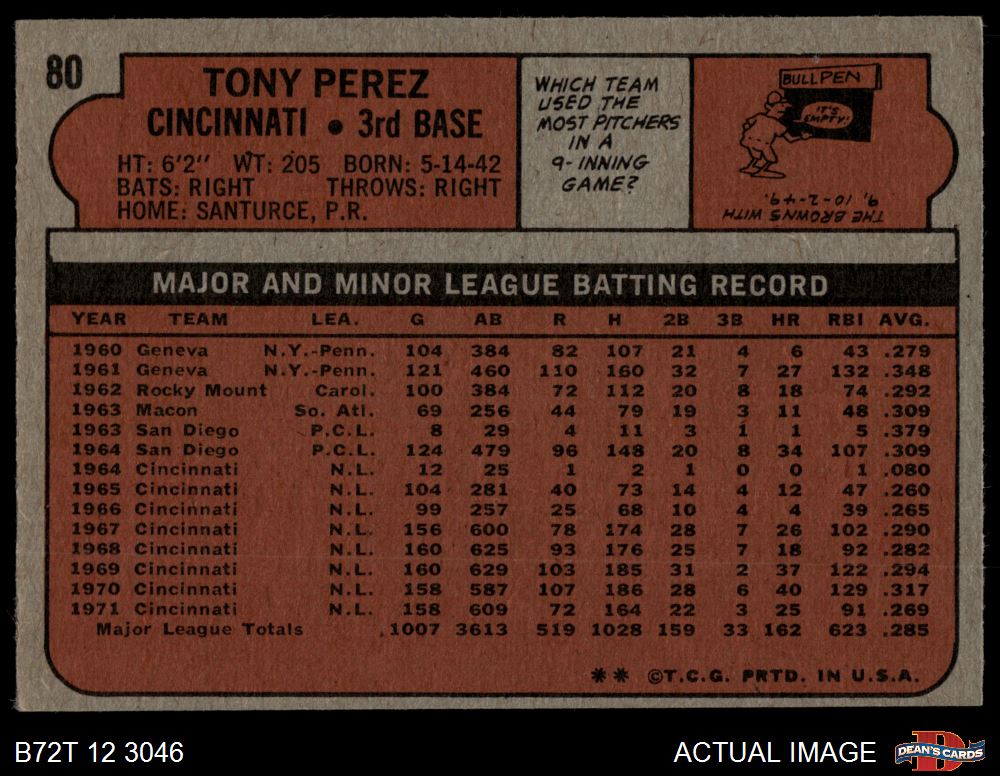 80
TONY PEREZ
CINCINNATI • 3rd BASE
HT: 6'2" WT: 205 BORN: 5-14-42
BATS: RIGHT THROWS: RIGHT
HOME: SANTURCE, P.R.
WHICH TEAM
USED THE
MOST PITCHERS
IN A
9-INNING
GAME?
BULLPEN
IT'S
EMPTY!
THE BROWNS WITH
9, 10-2-49.
MAJOR AND MINOR LEAGUE BATTING RECORD
YEAR TEAM LEA. G AB R H 2B 3B HR RBI AVG.
1960 Geneva N.Y.-Penn. 104 384 82 107 21 4 6 43 .279
1961 Geneva N.Y.-Penn. 121 460 110 160 32 7 27 132 .348
1962 Rocky Mount Carol. 100 384 72 112 20 8 18 74 .292
1963 Macon So. Atl. 69 256 44 79 19 3 11 48 .309
1963 San Diego P.C.L. 8 29 4 11 3 1 1 5 .379
1964 San Diego P.C.L. 124 479 96 148 20 8 34 107 .309
1964 Cincinnati N.L. 12 25 1 2 1 0 0 1 .080
1965 Cincinnati N.L. 104 281 40 73 14 4 12 47 .260
1966 Cincinnati N.L. 99 257 25 68 10 4 4 39 .265
1967 Cincinnati N.L. 156 600 78 174 28 7 26 102 .290
1968 Cincinnati N.L. 160 625 93 176 25 7 18 92 .282
1969 Cincinnati N.L. 160 629 103 185 31 2 37 122 .294
1970 Cincinnati N.L. 158 587 107 186 28 6 40 129 .317
1971 Cincinnati N.L. 158 609 72 164 22 3 25 91 .269
Major League Totals 1007 3613 519 1028 159 33 162 623 .285
** ©T.C.G. PRTD. IN U.S.A.
B72T 12 3046
ACTUAL IMAGE
DEAN'S CARDS